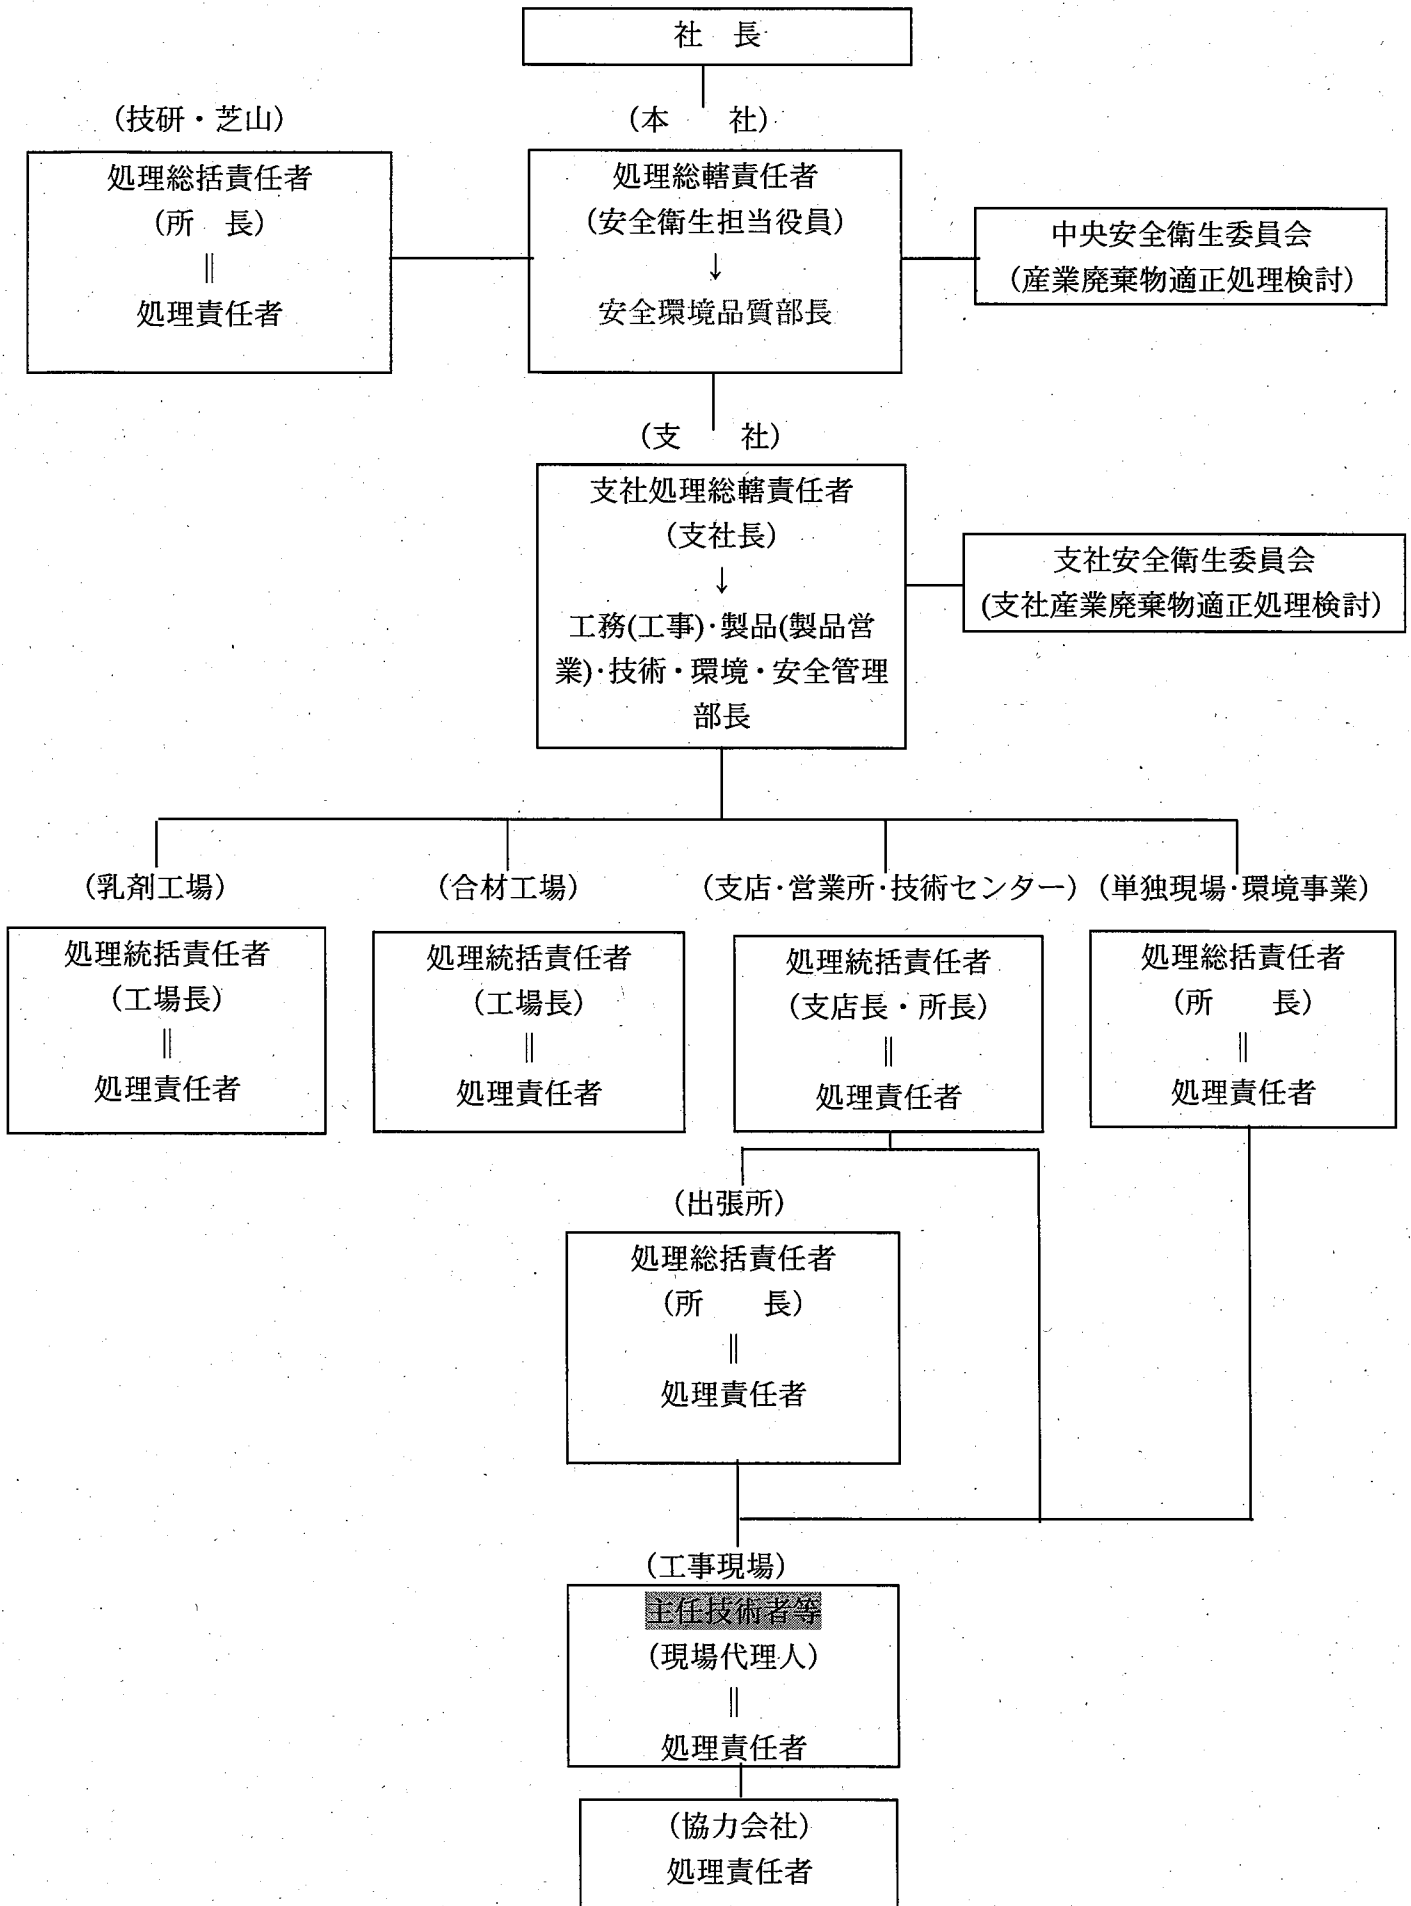 社　長
(技研・芝山)
処理総括責任者
(所　長)
||
処理責任者
(本　　社)
処理総轄責任者
(安全衛生担当役員)
↓
安全環境品質部長
中央安全衛生委員会
(産業廃棄物適正処理検討)
(支　　社)
支社処理総轄責任者
(支社長)
↓
工務(工事)・製品(製品営
業)・技術・環境・安全管理
部長
支社安全衛生委員会
(支社産業廃棄物適正処理検討)
(乳剤工場)
処理統括責任者
(工場長)
||
処理責任者
(合材工場)
処理統括責任者
(工場長)
||
処理責任者
(支店・営業所・技術センター)
処理統括責任者
(支店長・所長)
||
処理責任者
(単独現場・環境事業)
処理総括責任者
(所　　長)
||
処理責任者
(出張所)
処理総括責任者
(所　　長)
||
処理責任者
(工事現場)
主任技術者等
(現場代理人)
||
処理責任者
(協力会社)
処理責任者